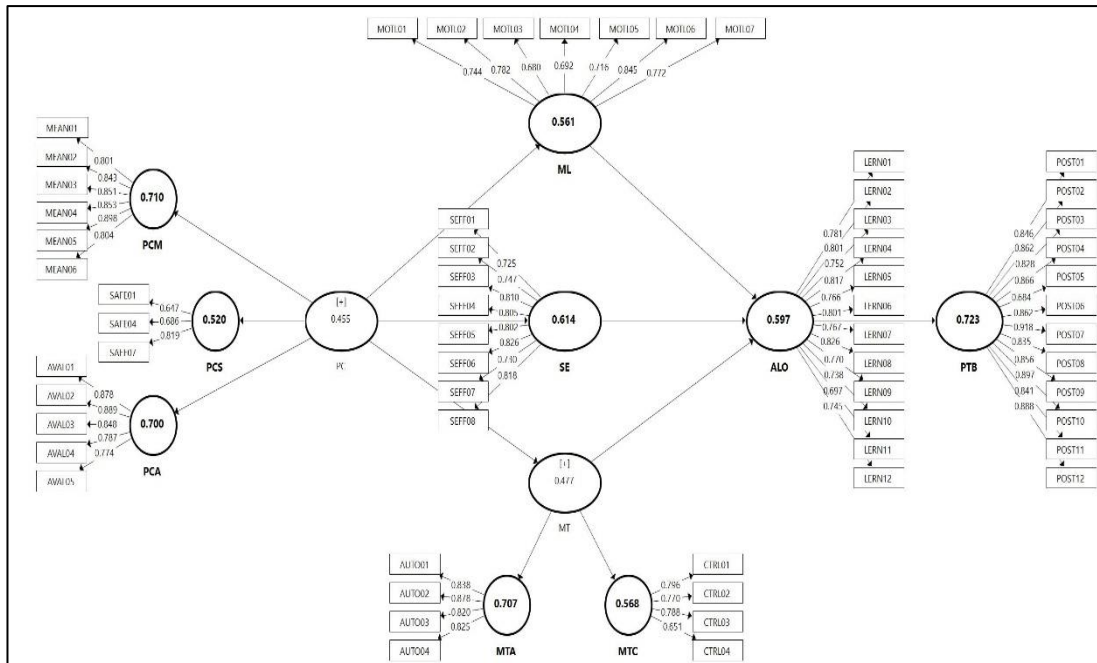 MOTL01
MOTL02
MOTL03
MOTL04
MOTL05
MOTL06
MOTL07
0.744
0.782
0.680
0.692
0.716
0.845
0.772
0.561
ML
MEAN01
MEAN02
MEAN03
MEAN04
MEAN05
MEAN06
0.801
0.843
0.851
0.853
0.898
0.804
0.710
PCM
SAFE01
SAFE04
SAFE07
0.647
0.686
0.819
0.520
PCS
AVAL01
AVAL02
AVAL03
AVAL04
AVAL05
0.878
0.889
0.848
0.787
0.774
0.700
PCA
[+]
0.455
PC
SEFF01
SEFF02
SEFF03
SEFF04
SEFF05
SEFF06
SEFF07
SEFF08
0.725
0.747
0.810
0.805
0.802
0.826
0.730
0.818
0.614
SE
[+]
0.477
MT
AUTO01
AUTO02
AUTO03
AUTO04
0.838
0.878
0.820
0.825
0.707
MTA
0.568
MTC
0.796
0.770
0.788
0.651
CTRL01
CTRL02
CTRL03
CTRL04
LERN01
LERN02
LERN03
LERN04
LERN05
LERN06
LERN07
LERN08
LERN09
LERN10
LERN11
LERN12
0.781
0.801
0.752
0.817
0.766
0.801
0.767
0.826
0.770
0.738
0.697
0.745
0.597
ALO
POST01
POST02
POST03
POST04
POST05
POST06
POST07
POST08
POST09
POST10
POST11
POST12
0.846
0.862
0.828
0.866
0.684
0.862
0.918
0.835
0.856
0.897
0.841
0.888
0.723
PTB